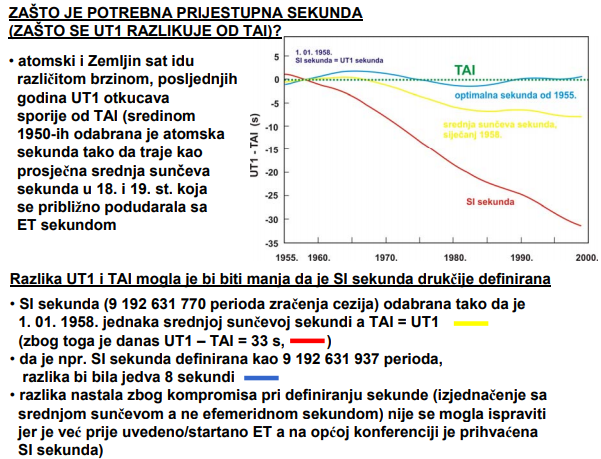 ZAŠTO JE POTREBNA PRIJESTUPNA SEKUNDA
(ZAŠTO SE UT1 RAZLIKUJE OD TAI)?
• atomski i Zemljin sat idu
različitom brzinom, posljednjih
godina UT1 otkucava
sporije od TAI (sredinom
1950-ih odabrana je atomska
sekunda tako da traje kao
prosječna srednja sunčeva
sekunda u 18. i 19. st. koja
se približno podudarala sa
ET sekundom
1. 01. 1958.
SI sekunda = UT1 sekunda
TAI
optimalna sekunda od 1955.
srednja sunčeva sekunda,
siječanj 1958.
SI sekunda
UT1 - TAI (s)
5
0
-5
-10
-15
-20
-25
-30
-35
1955. 1960. 1970. 1980. 1990. 2000.
Razlika UT1 i TAI mogla je bi biti manja da je SI sekunda drukčije definirana
• SI sekunda (9 192 631 770 perioda zračenja cezija) odabrana tako da je
1. 01. 1958. jednaka srednjoj sunčevoj sekundi a TAI = UT1
(zbog toga je danas UT1 – TAI = 33 s, )
• da je npr. SI sekunda definirana kao 9 192 631 937 perioda,
razlika bi bila jedva 8 sekundi
• razlika nastala zbog kompromisa pri definiranju sekunde (izjednačenje sa
srednjom sunčevom a ne efemeridnom sekundom) nije se mogla ispraviti
jer je već prije uvedeno/startano ET a na općoj konferenciji je prihvaćena
SI sekunda)